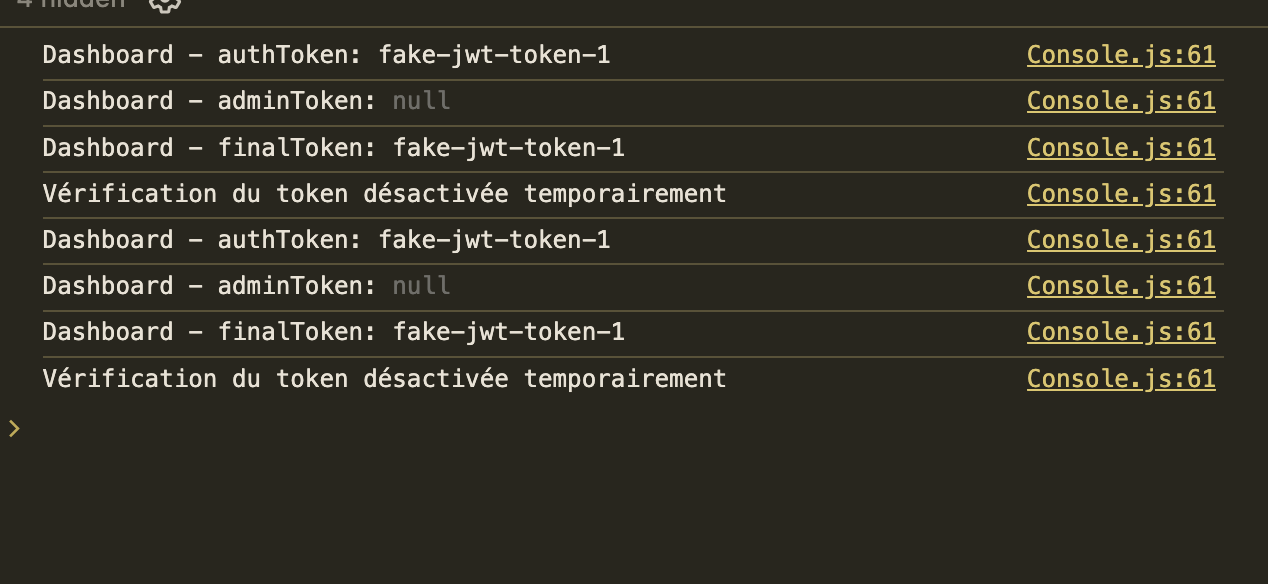 4 hidden
Dashboard – authToken: fake-jwt-token-1 Console.js:61
Dashboard – adminToken: null Console.js:61
Dashboard – finalToken: fake-jwt-token-1 Console.js:61
Vérification du token désactivée temporairement Console.js:61
Dashboard – authToken: fake-jwt-token-1 Console.js:61
Dashboard – adminToken: null Console.js:61
Dashboard – finalToken: fake-jwt-token-1 Console.js:61
Vérification du token désactivée temporairement Console.js:61